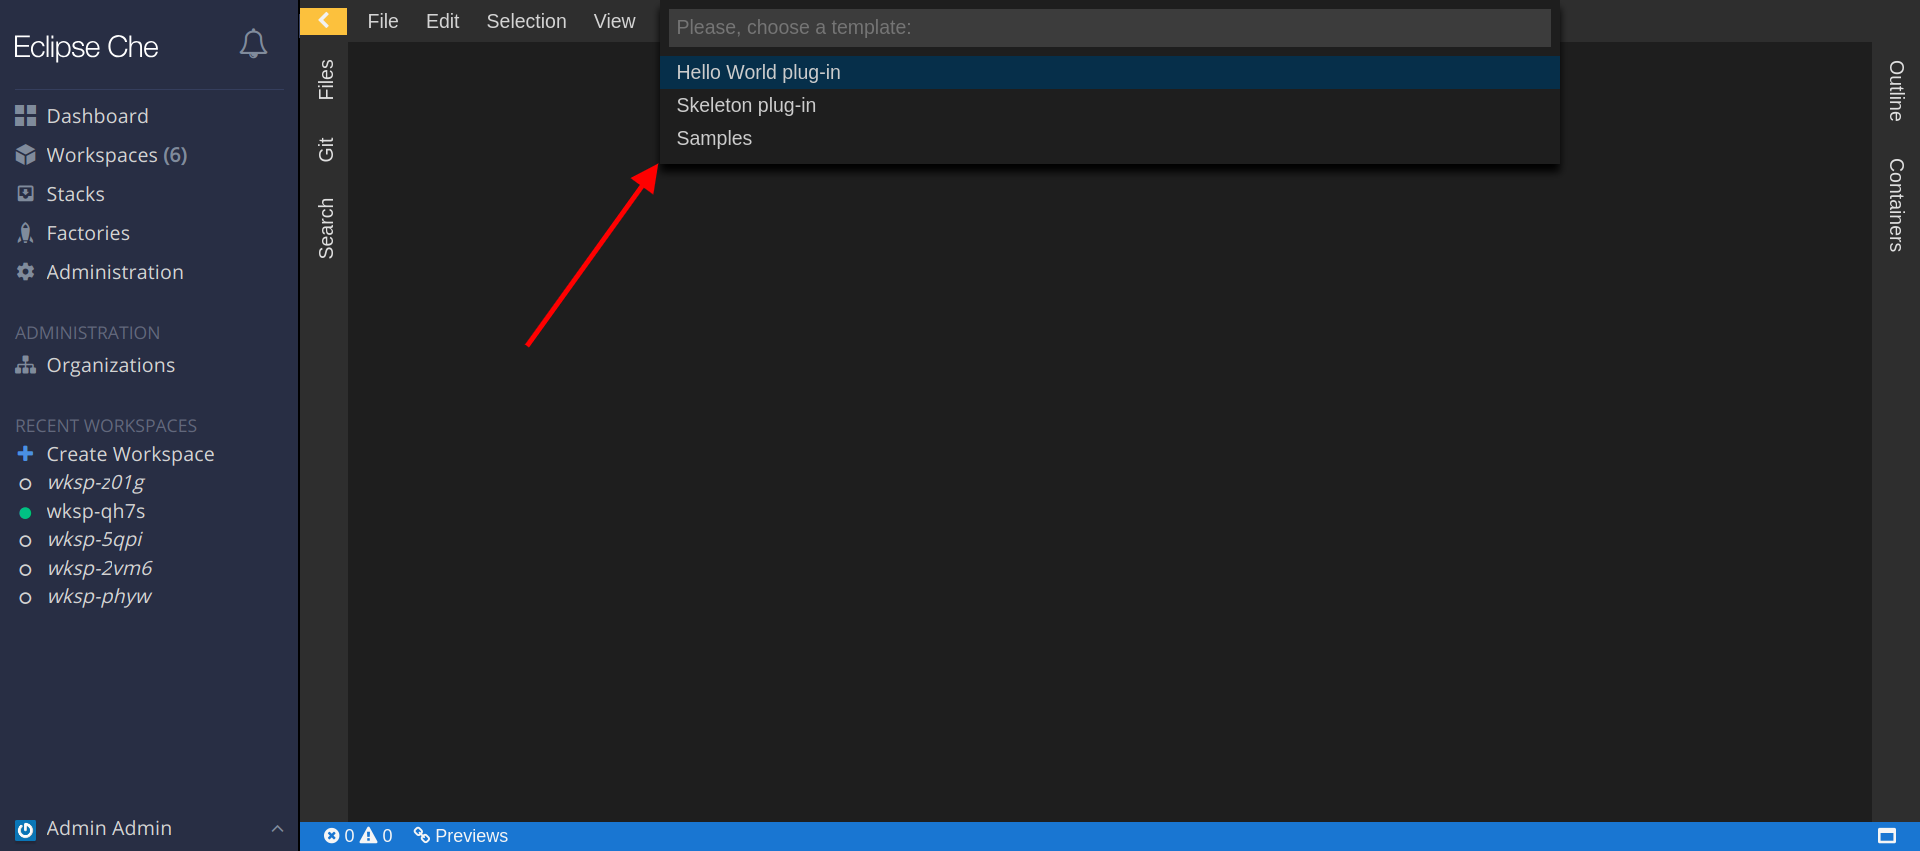 Eclipse Che
Dashboard
Workspaces (6)
Stacks
Factories
Administration
ADMINISTRATION
Organizations
RECENT WORKSPACES
Create Workspace
wksp-z01g
wksp-qh7s
wksp-5qpi
wksp-2vm6
wksp-phyw
Admin Admin
File Edit Selection View
Please, choose a template:
Hello World plug-in
Skeleton plug-in
Samples
Files
Git
Search
Outline
Containers
0 0 Previews